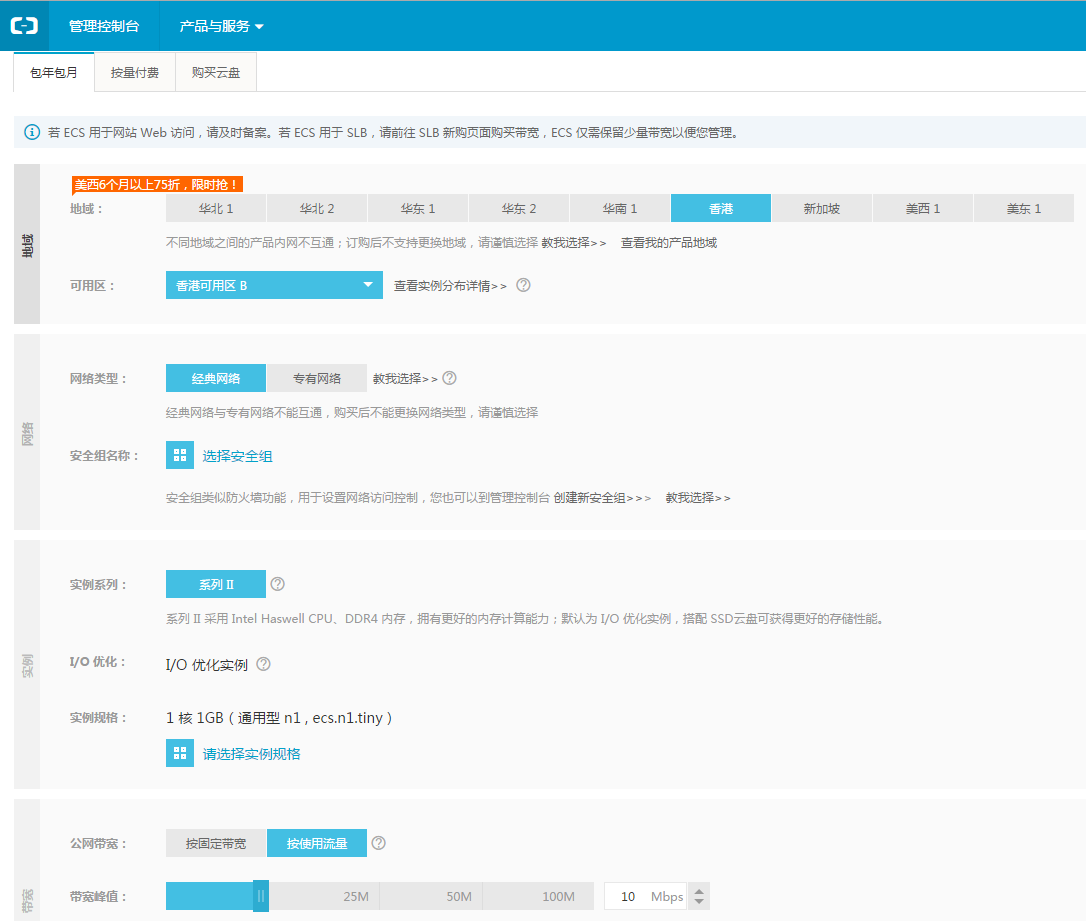 管理控制台 产品与服务
包年包月 按量付费 购买云盘
若 ECS 用于网站 Web 访问，请及时备案。若 ECS 用于 SLB，请前往 SLB 新购页面购买带宽，ECS 仅需保留少量带宽以便您管理。
地域
美西6个月以上75折，限时抢！
地域： 华北 1 华北 2 华东 1 华东 2 华南 1 香港 新加坡 美西 1 美东 1
不同地域之间的产品内网不互通；订购后不支持更换地域，请谨慎选择 教我选择>> 查看我的产品地域
可用区： 香港可用区 B 查看实例分布详情>>
网络
网络类型： 经典网络 专有网络 教我选择>>
经典网络与专有网络不能互通，购买后不能更换网络类型，请谨慎选择
安全组名称： 选择安全组
安全组类似防火墙功能，用于设置网络访问控制，您也可以到管理控制台 创建新安全组>>> 教我选择>>
实例
实例系列： 系列 II
系列 II 采用 Intel Haswell CPU、DDR4 内存，拥有更好的内存计算能力；默认为 I/O 优化实例，搭配 SSD云盘可获得更好的存储性能。
I/O 优化： I/O 优化实例
实例规格： 1 核 1GB（通用型 n1 , ecs.n1.tiny）
请选择实例规格
带宽
公网带宽： 按固定带宽 按使用流量
带宽峰值： 25M 50M 100M 10 Mbps